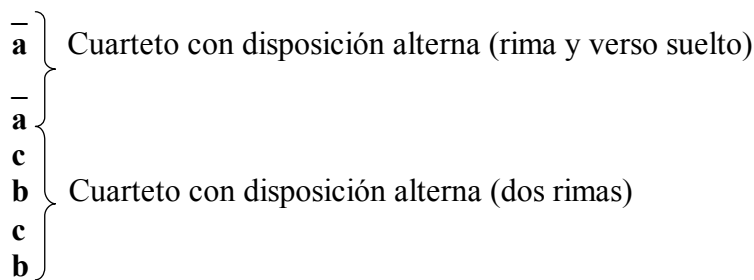 –
a Cuarteto con disposición alterna (rima y verso suelto)
–
a
c
b Cuarteto con disposición alterna (dos rimas)
c
b